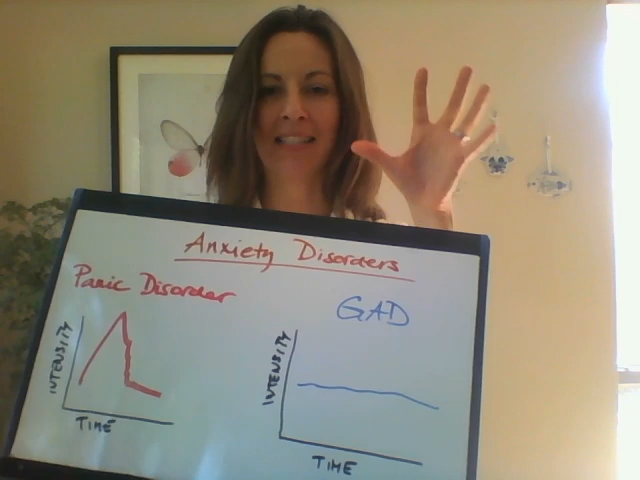 Anxiety Disorders
Panic Disorder
GAD
INTENSITY
TIME
INTENSITY
TIME